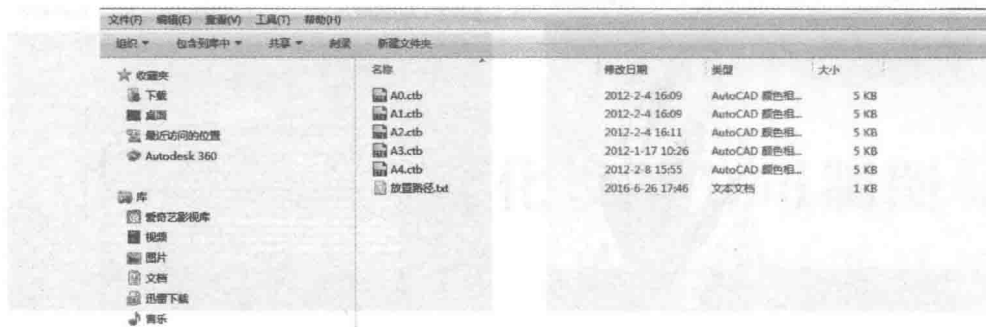 文件(F) 编辑(E) 查看(V) 工具(T) 帮助(H)
组织 包含到库中 共享 刻录 新建文件夹
收藏夹
下载
桌面
最近访问的位置
Autodesk 360
库
爱奇艺影视库
视频
图片
文档
迅雷下载
音乐
名称 修改日期 类型 大小
A0.ctb 2012-2-4 16:09 AutoCAD 颜色相... 5 KB
A1.ctb 2012-2-4 16:09 AutoCAD 颜色相... 5 KB
A2.ctb 2012-2-4 16:11 AutoCAD 颜色相... 5 KB
A3.ctb 2012-1-17 10:26 AutoCAD 颜色相... 5 KB
A4.ctb 2012-2-8 15:55 AutoCAD 颜色相... 5 KB
放置路径.txt 2016-6-26 17:46 文本文档 1 KB